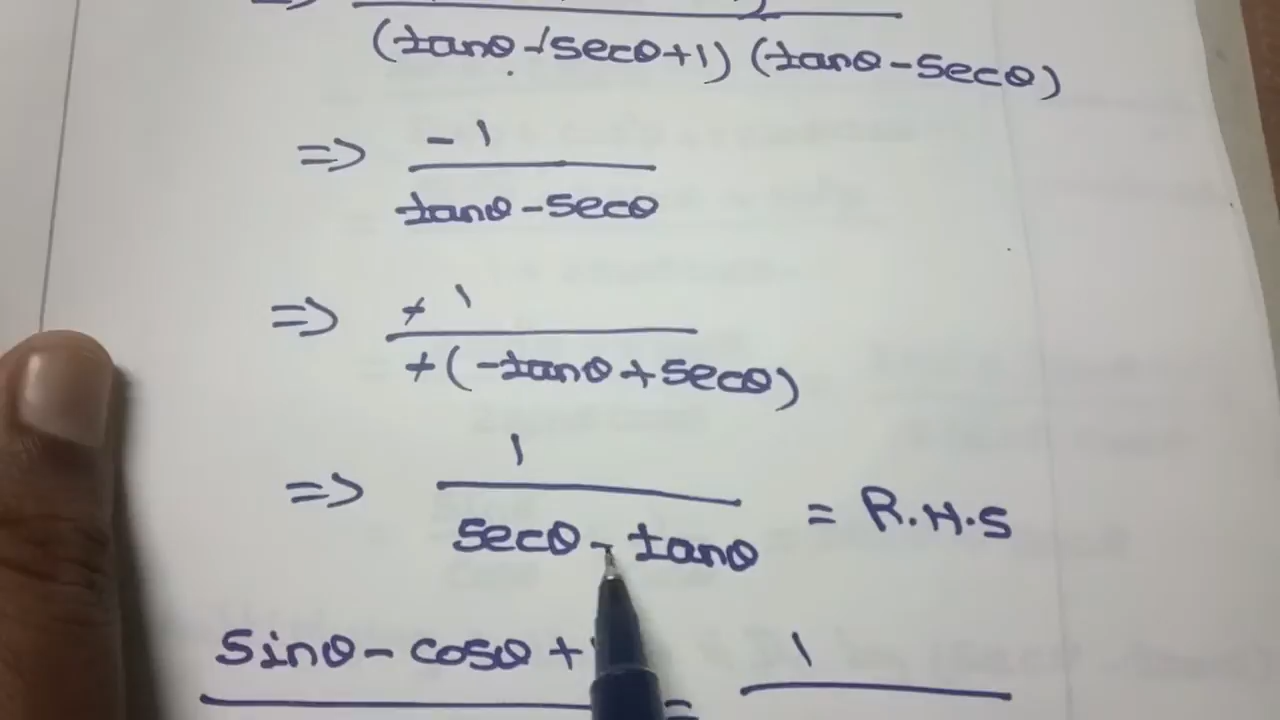 (tanθ - secθ+1) (tanθ - secθ)
=> -1
tanθ - secθ
=> + 1
+(-tanθ + secθ)
=> 1
secθ - tanθ = R.H.S
sinθ - cosθ + = 1